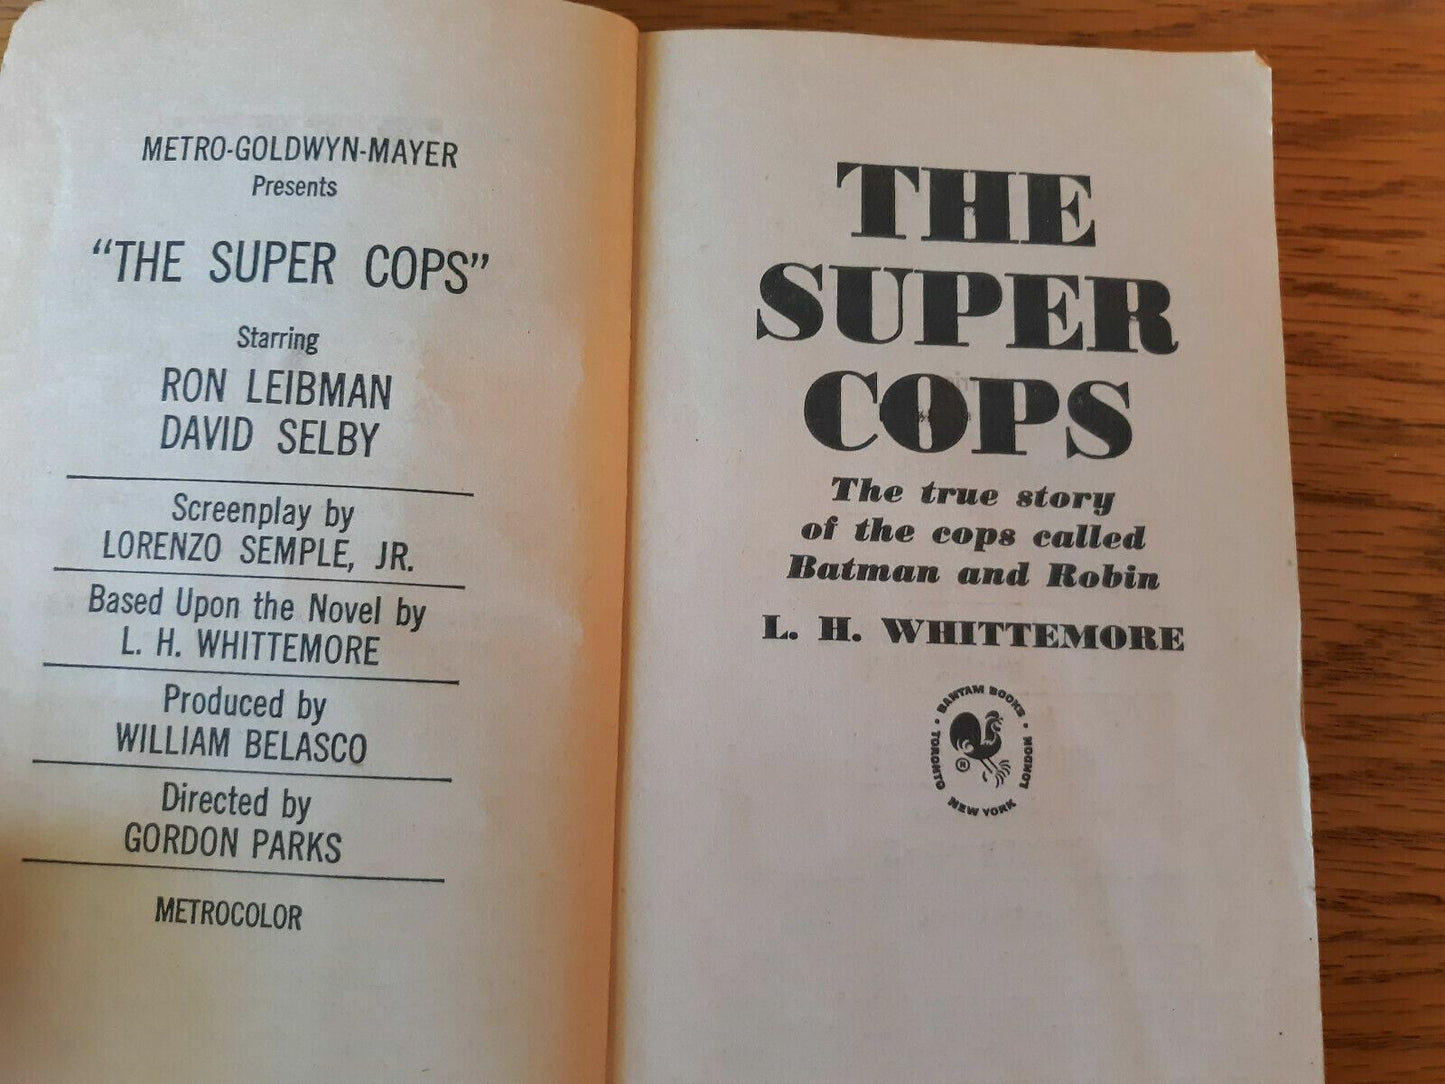 METRO-GOLDWYN-MAYER
Presents
“THE SUPER COPS”
Starring
RON LEIBMAN
DAVID SELBY
Screenplay by
LORENZO SEMPLE, JR.
Based Upon the Novel by
L. H. WHITTEMORE
Produced by
WILLIAM BELASCO
Directed by
GORDON PARKS
METROCOLOR
THE
SUPER
COPS
The true story
of the cops called
Batman and Robin
L. H. WHITTEMORE
BANTAM BOOKS
TORONTO • NEW YORK • LONDON
®